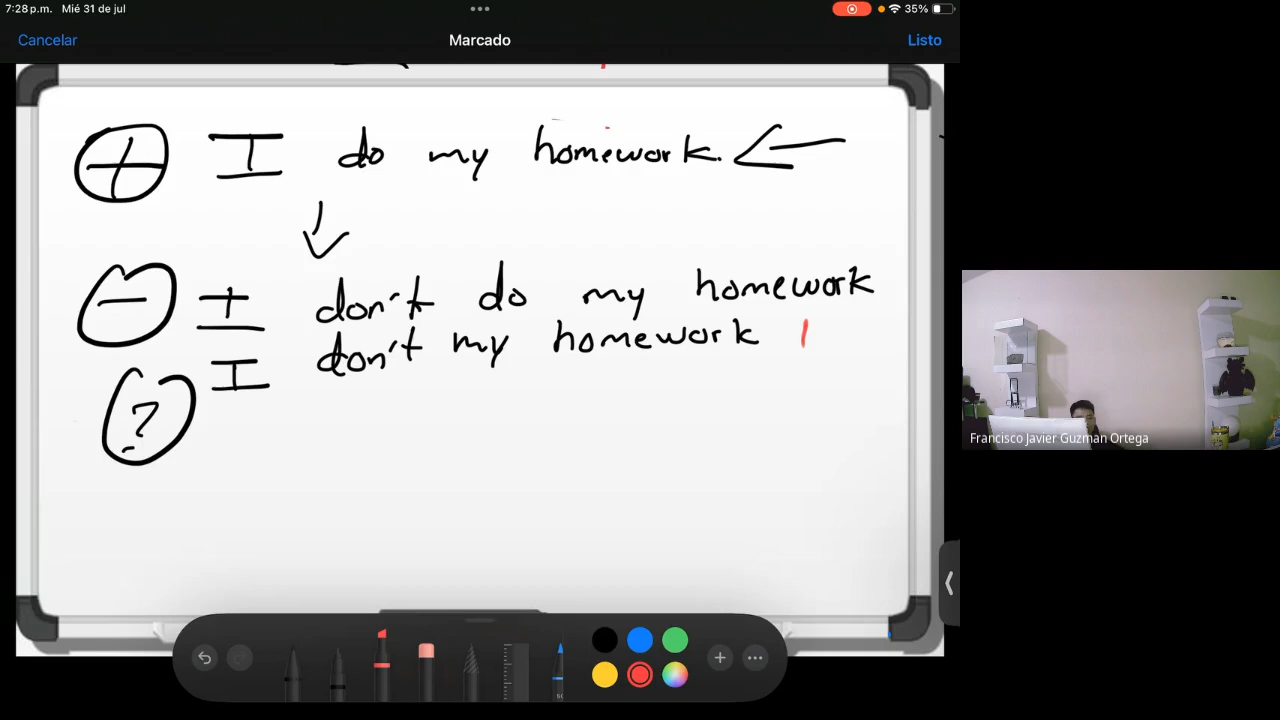 7:28 p.m. Mié 31 de jul
35%
Cancelar
Marcado
Listo
+ I do my homework.
- I don't do my homework
I don't my homework
?
Francisco Javier Guzman Ortega